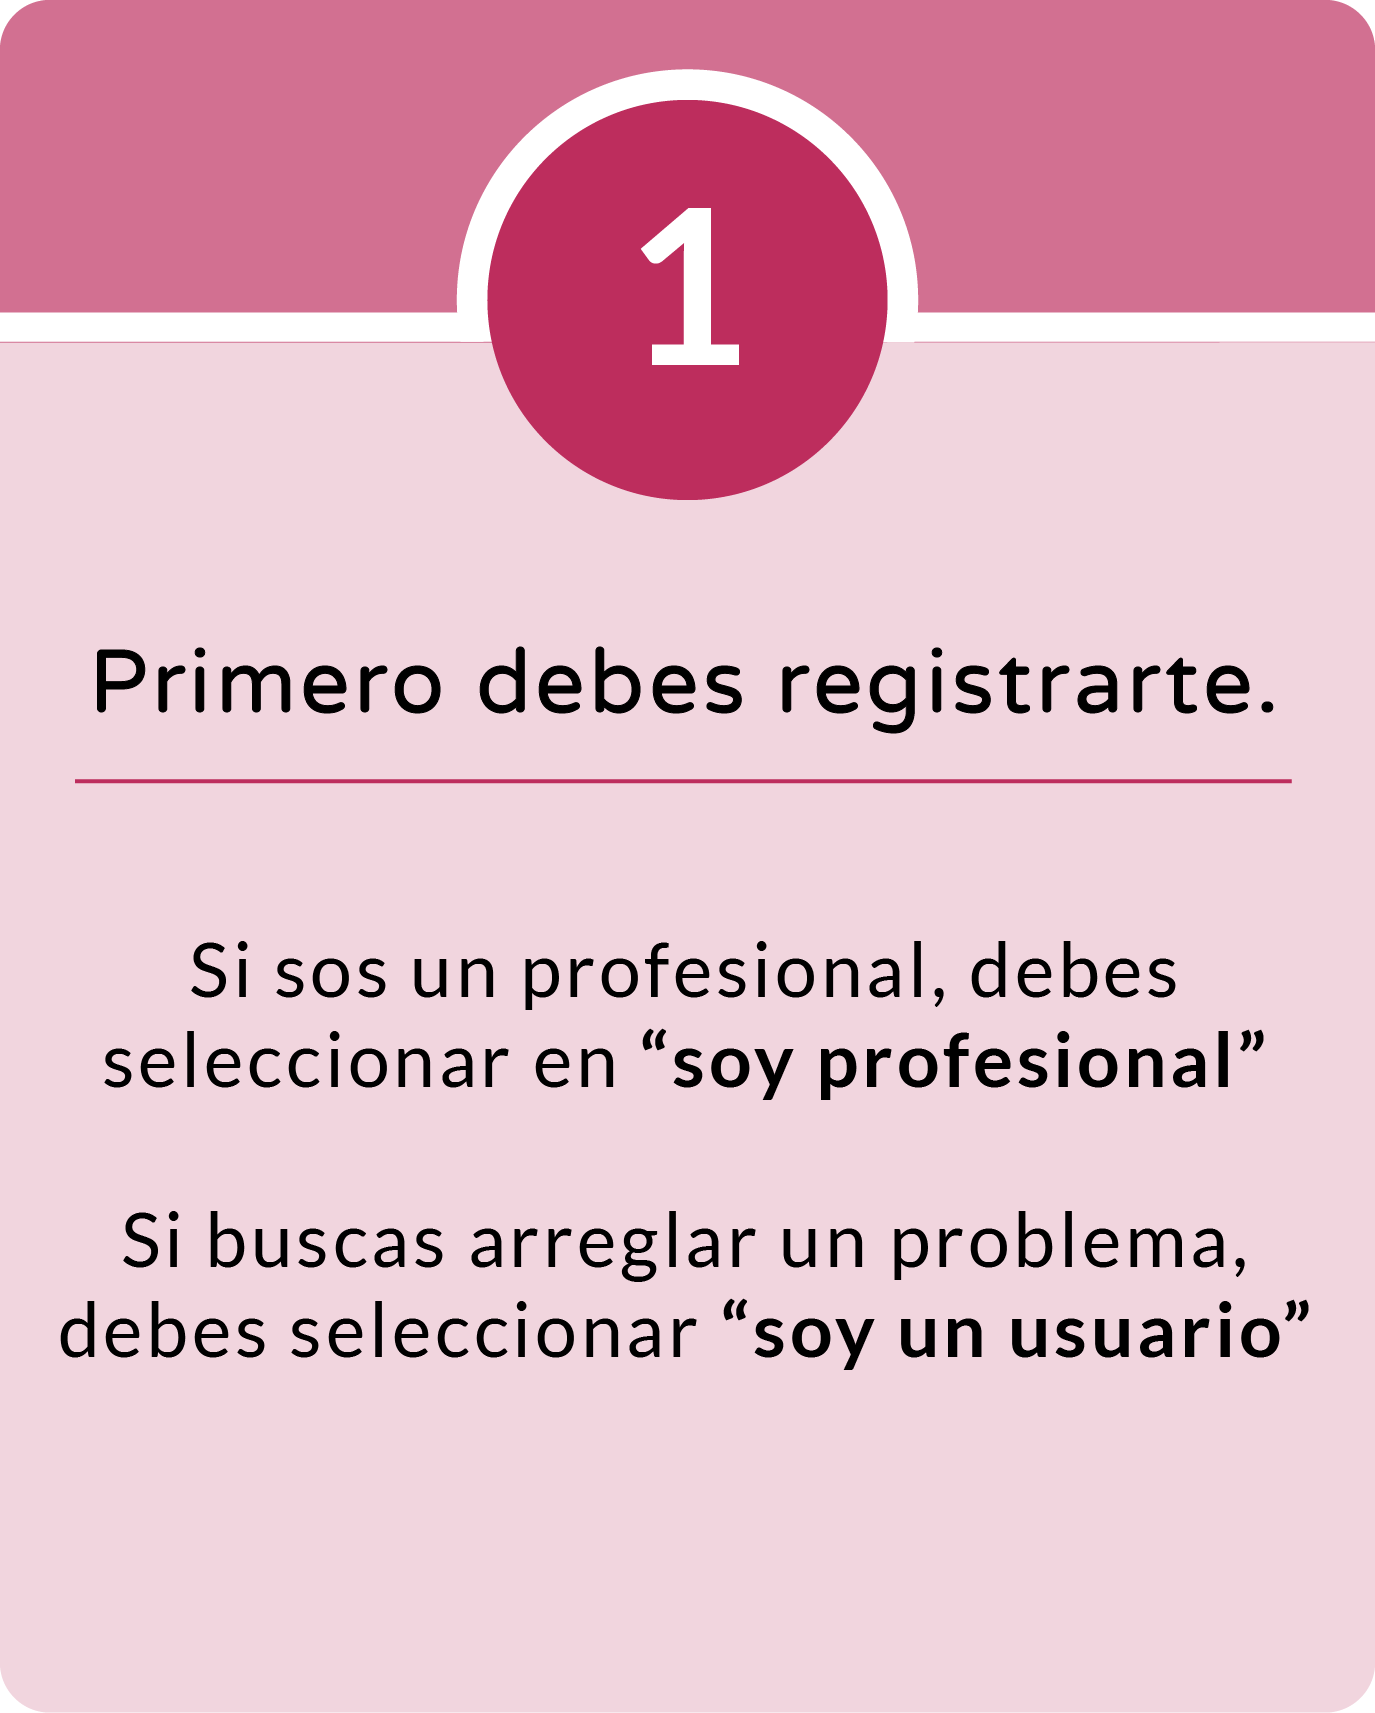 1
Primero debes registrarte.
Si sos un profesional, debes
seleccionar en “soy profesional”
Si buscas arreglar un problema,
debes seleccionar “soy un usuario”